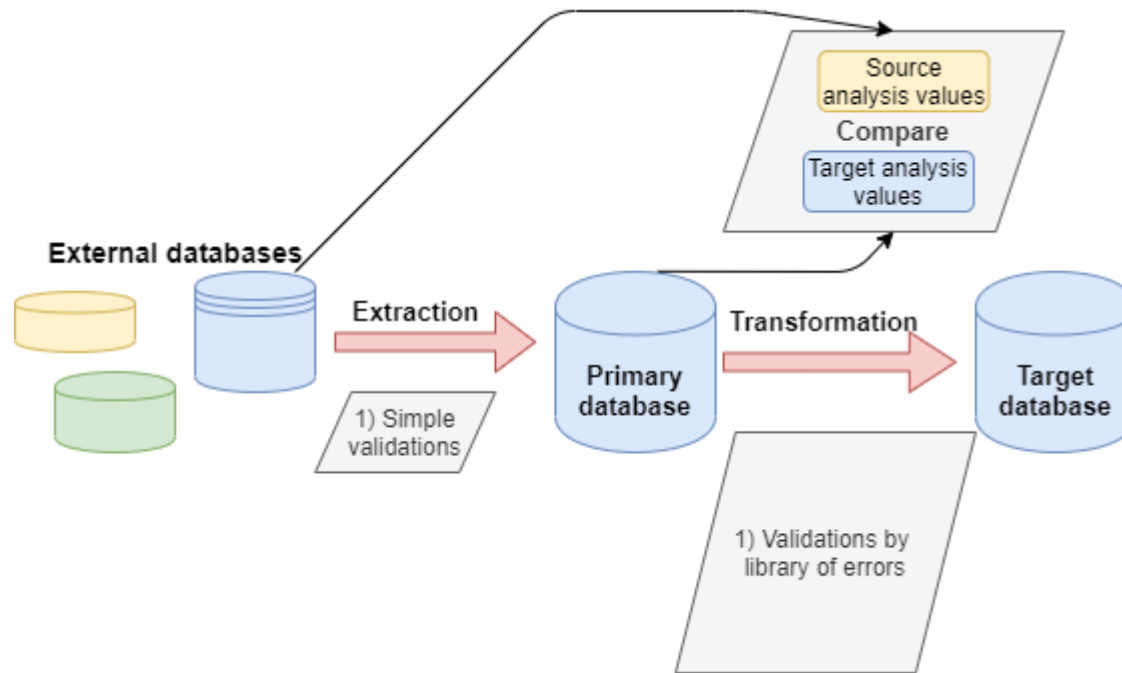 Source
analysis values
Compare
Target analysis
values
External databases
Extraction
Transformation
Primary
database
Target
database
1) Simple
validations
1) Validations by
library of errors